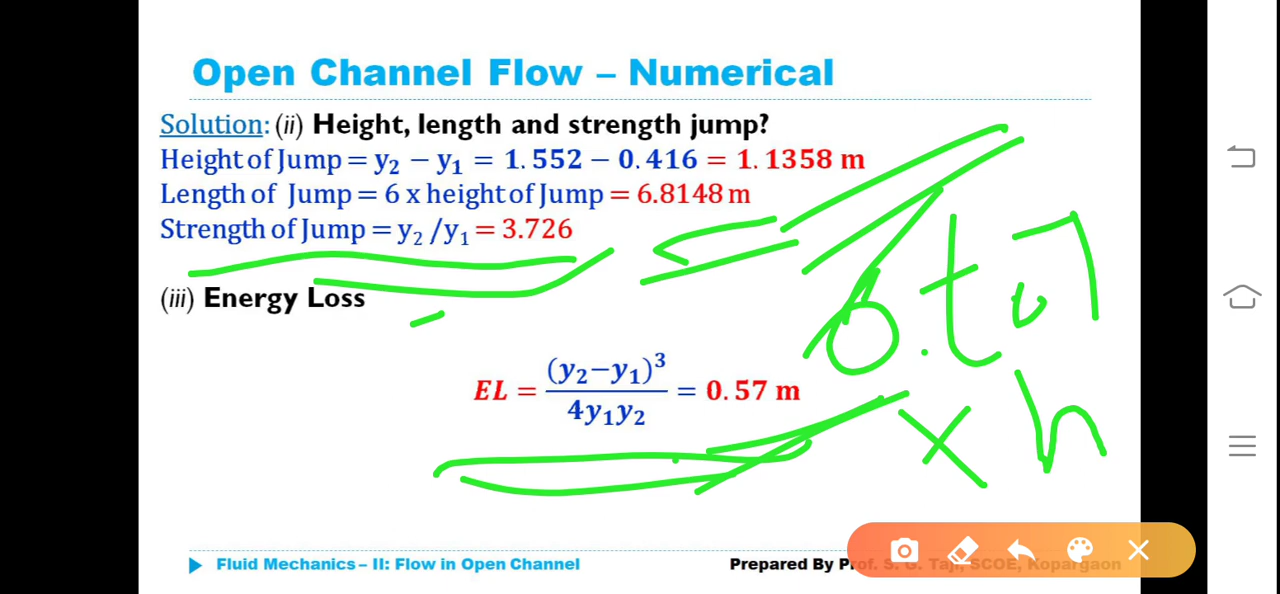 Open Channel Flow – Numerical
Solution: (ii) Height, length and strength jump?
Height of Jump = y₂ − y₁ = 1.552 − 0.416 = 1.1358 m
Length of Jump = 6 x height of Jump = 6.8148 m
Strength of Jump = y₂ /y₁ = 3.726
6 to 7
(iii) Energy Loss
EL = (y₂−y₁)³ / 4y₁y₂ = 0.57 m
x h
Fluid Mechanics – II: Flow in Open Channel
Prepared By Prof. S. G. Taji, SCOE, Kopargaon